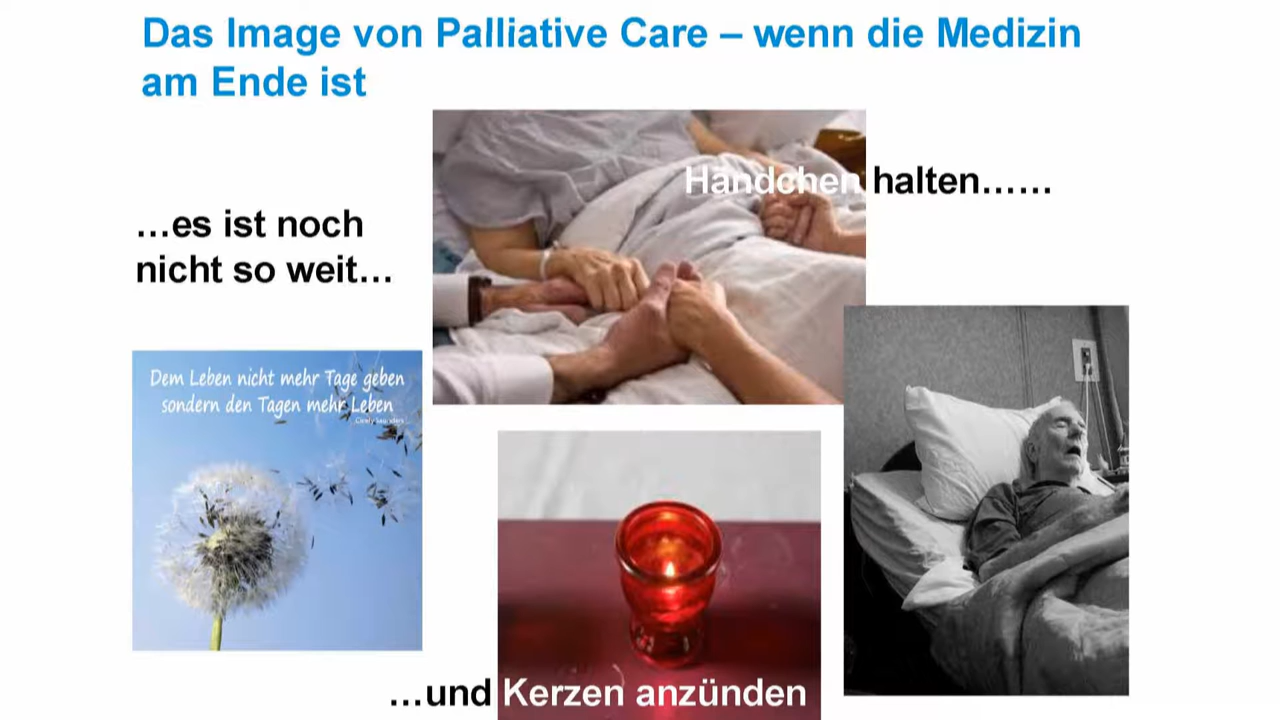 Das Image von Palliative Care – wenn die Medizin
am Ende ist
Händchen halten……
…es ist noch
nicht so weit…
Dem Leben nicht mehr Tage geben
sondern den Tagen mehr Leben
…und Kerzen anzünden